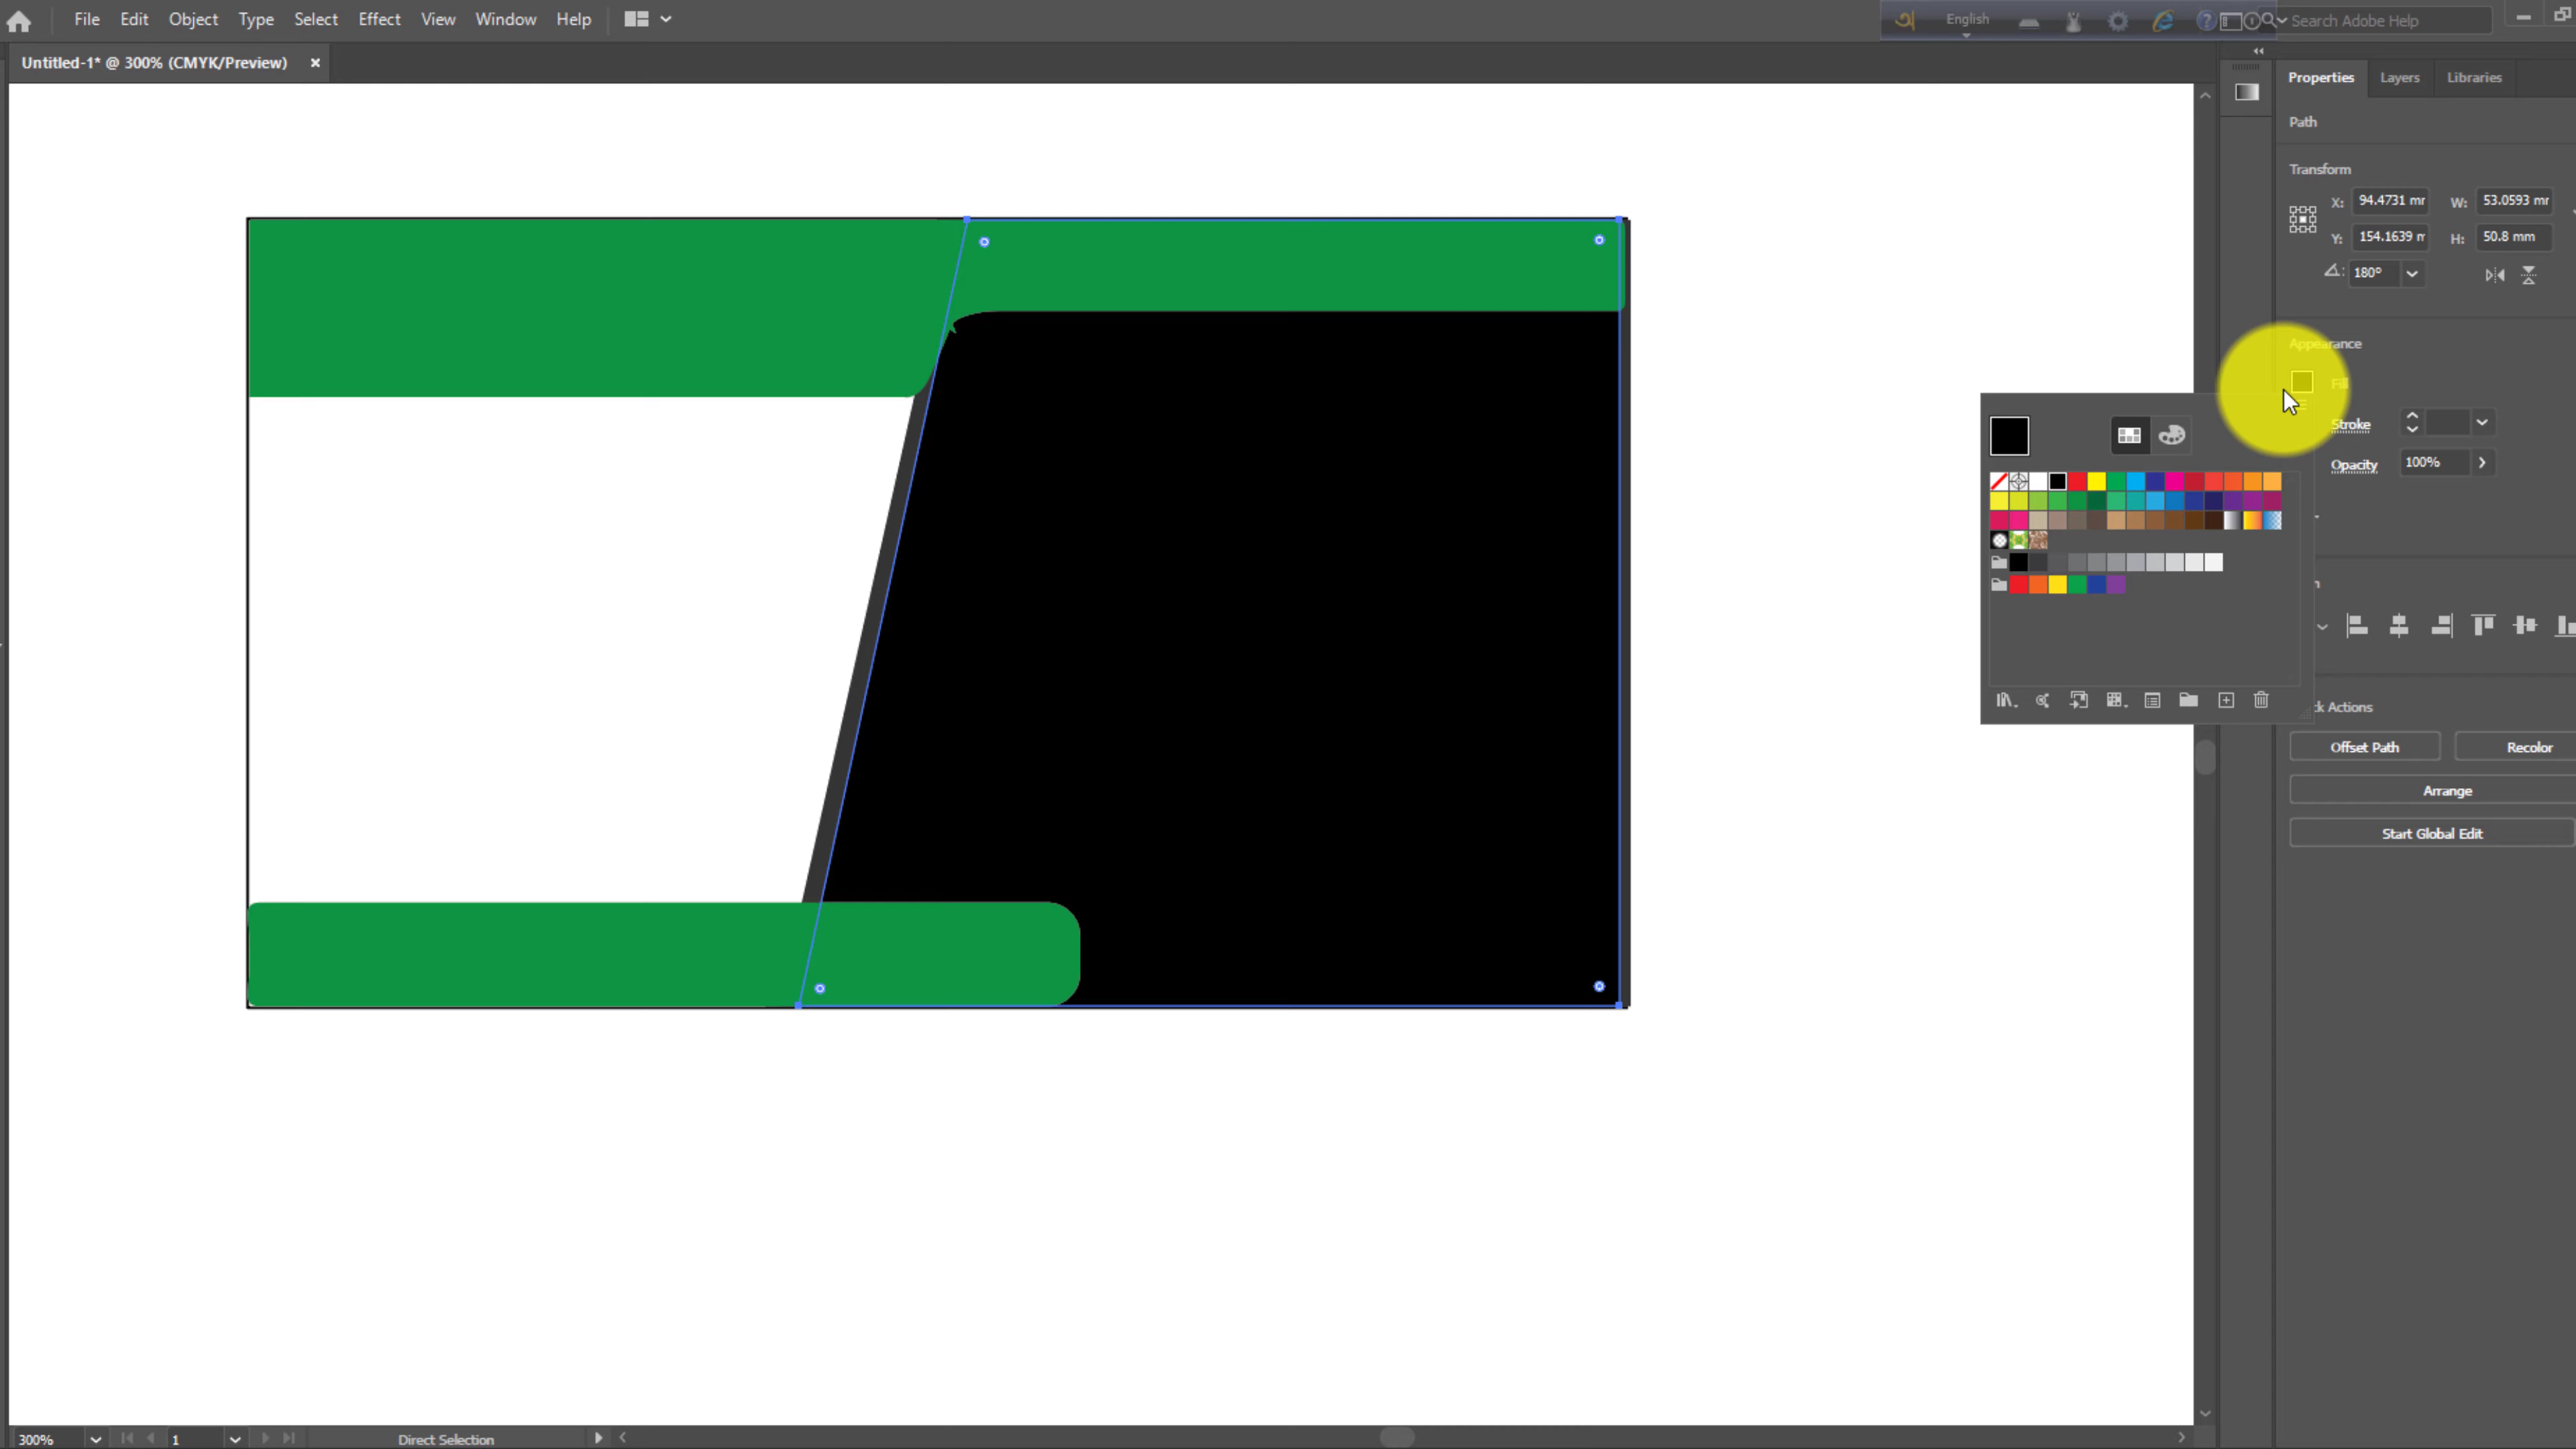 File Edit Object Type Select Effect View Window Help
English
Search Adobe Help
Untitled-1* @ 300% (CMYK/Preview) ×
Properties Layers Libraries
Path
Transform
X: 94.4731 mr W: 53.0593 mr
Y: 154.1639 r H: 50.8 mm
180°
Appearance
Fill
Stroke
Opacity 100%
ck Actions
Offset Path Recolor
Arrange
Start Global Edit
300% 1 Direct Selection